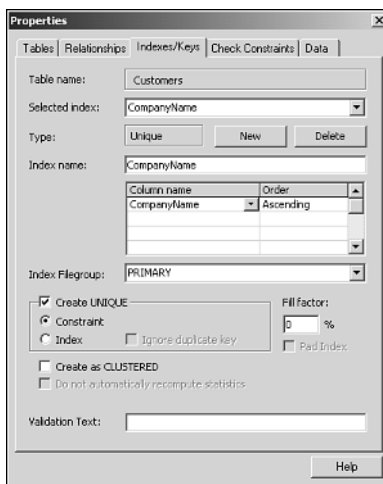 Properties
Tables Relationships Indexes/Keys Check Constraints Data
Table name: Customers
Selected index: CompanyName
Type: Unique New Delete
Index name: CompanyName
Column name Order
CompanyName Ascending
Index Filegroup: PRIMARY
Create UNIQUE Fill factor:
Constraint 0 %
Index Ignore duplicate key Pad Index
Create as CLUSTERED
Do not automatically recompute statistics
Validation Text:
Help